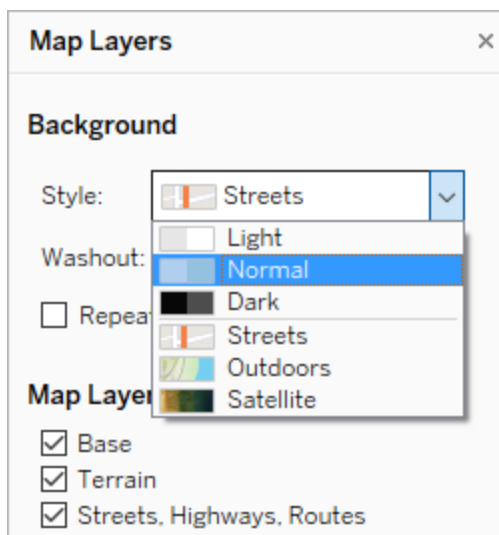 Map Layers
Background
Style: Streets
Light
Washout: Normal
Dark
Streets
Outdoors
Map Layer
Satellite
Base
Terrain
Streets, Highways, Routes